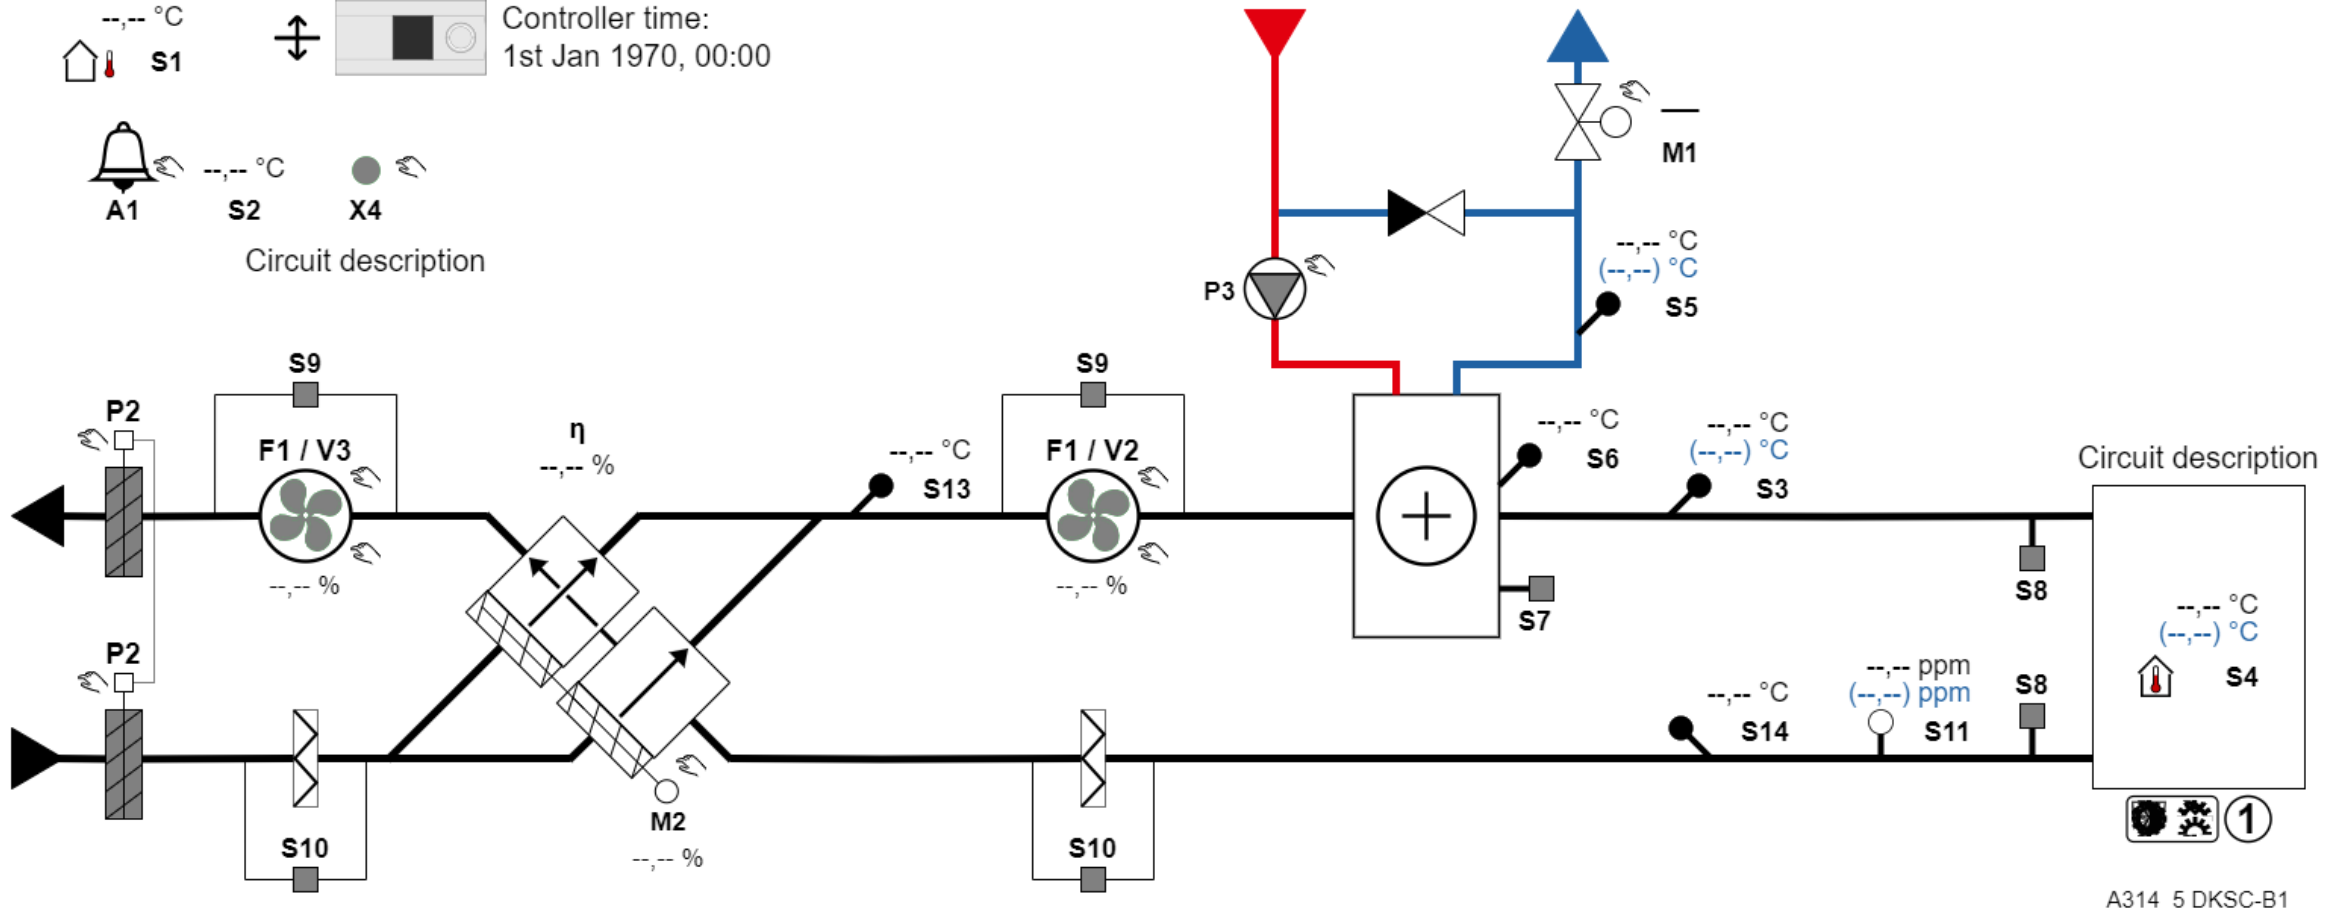 --,-- °C
S1
Controller time:
1st Jan 1970, 00:00
A1
--,-- °C
S2
X4
Circuit description
M1
--,-- °C
(--,--) °C
S5
P3
S9
S9
P2
F1 / V3
η
--,-- %
--,-- °C
S13
F1 / V2
--,-- °C
S6
--,-- °C
(--,--) °C
S3
Circuit description
--,-- %
--,-- %
S7
S8
--,-- °C
(--,--) °C
S4
P2
--,-- °C
S14
--,-- ppm
(--,--) ppm
S11
S8
M2
--,-- %
S10
S10
1
A314_5 DKSC-B1